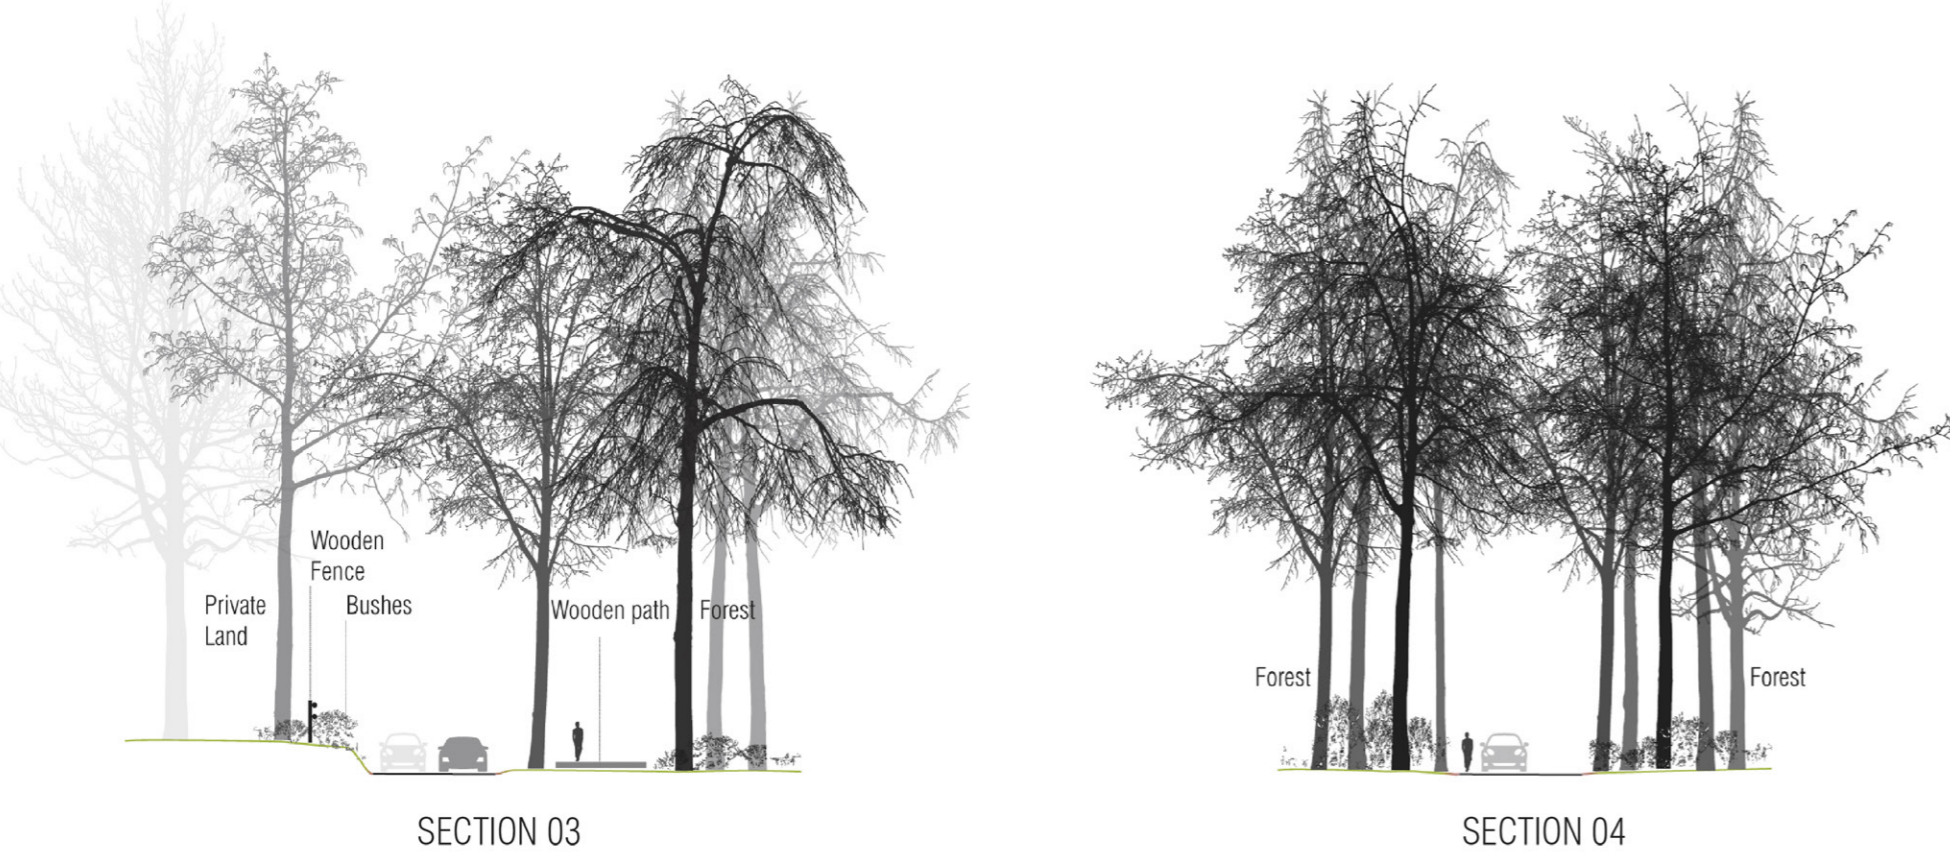 Wooden
Fence
Private
Land
Bushes
Wooden path
Forest
SECTION 03
Forest
Forest
SECTION 04